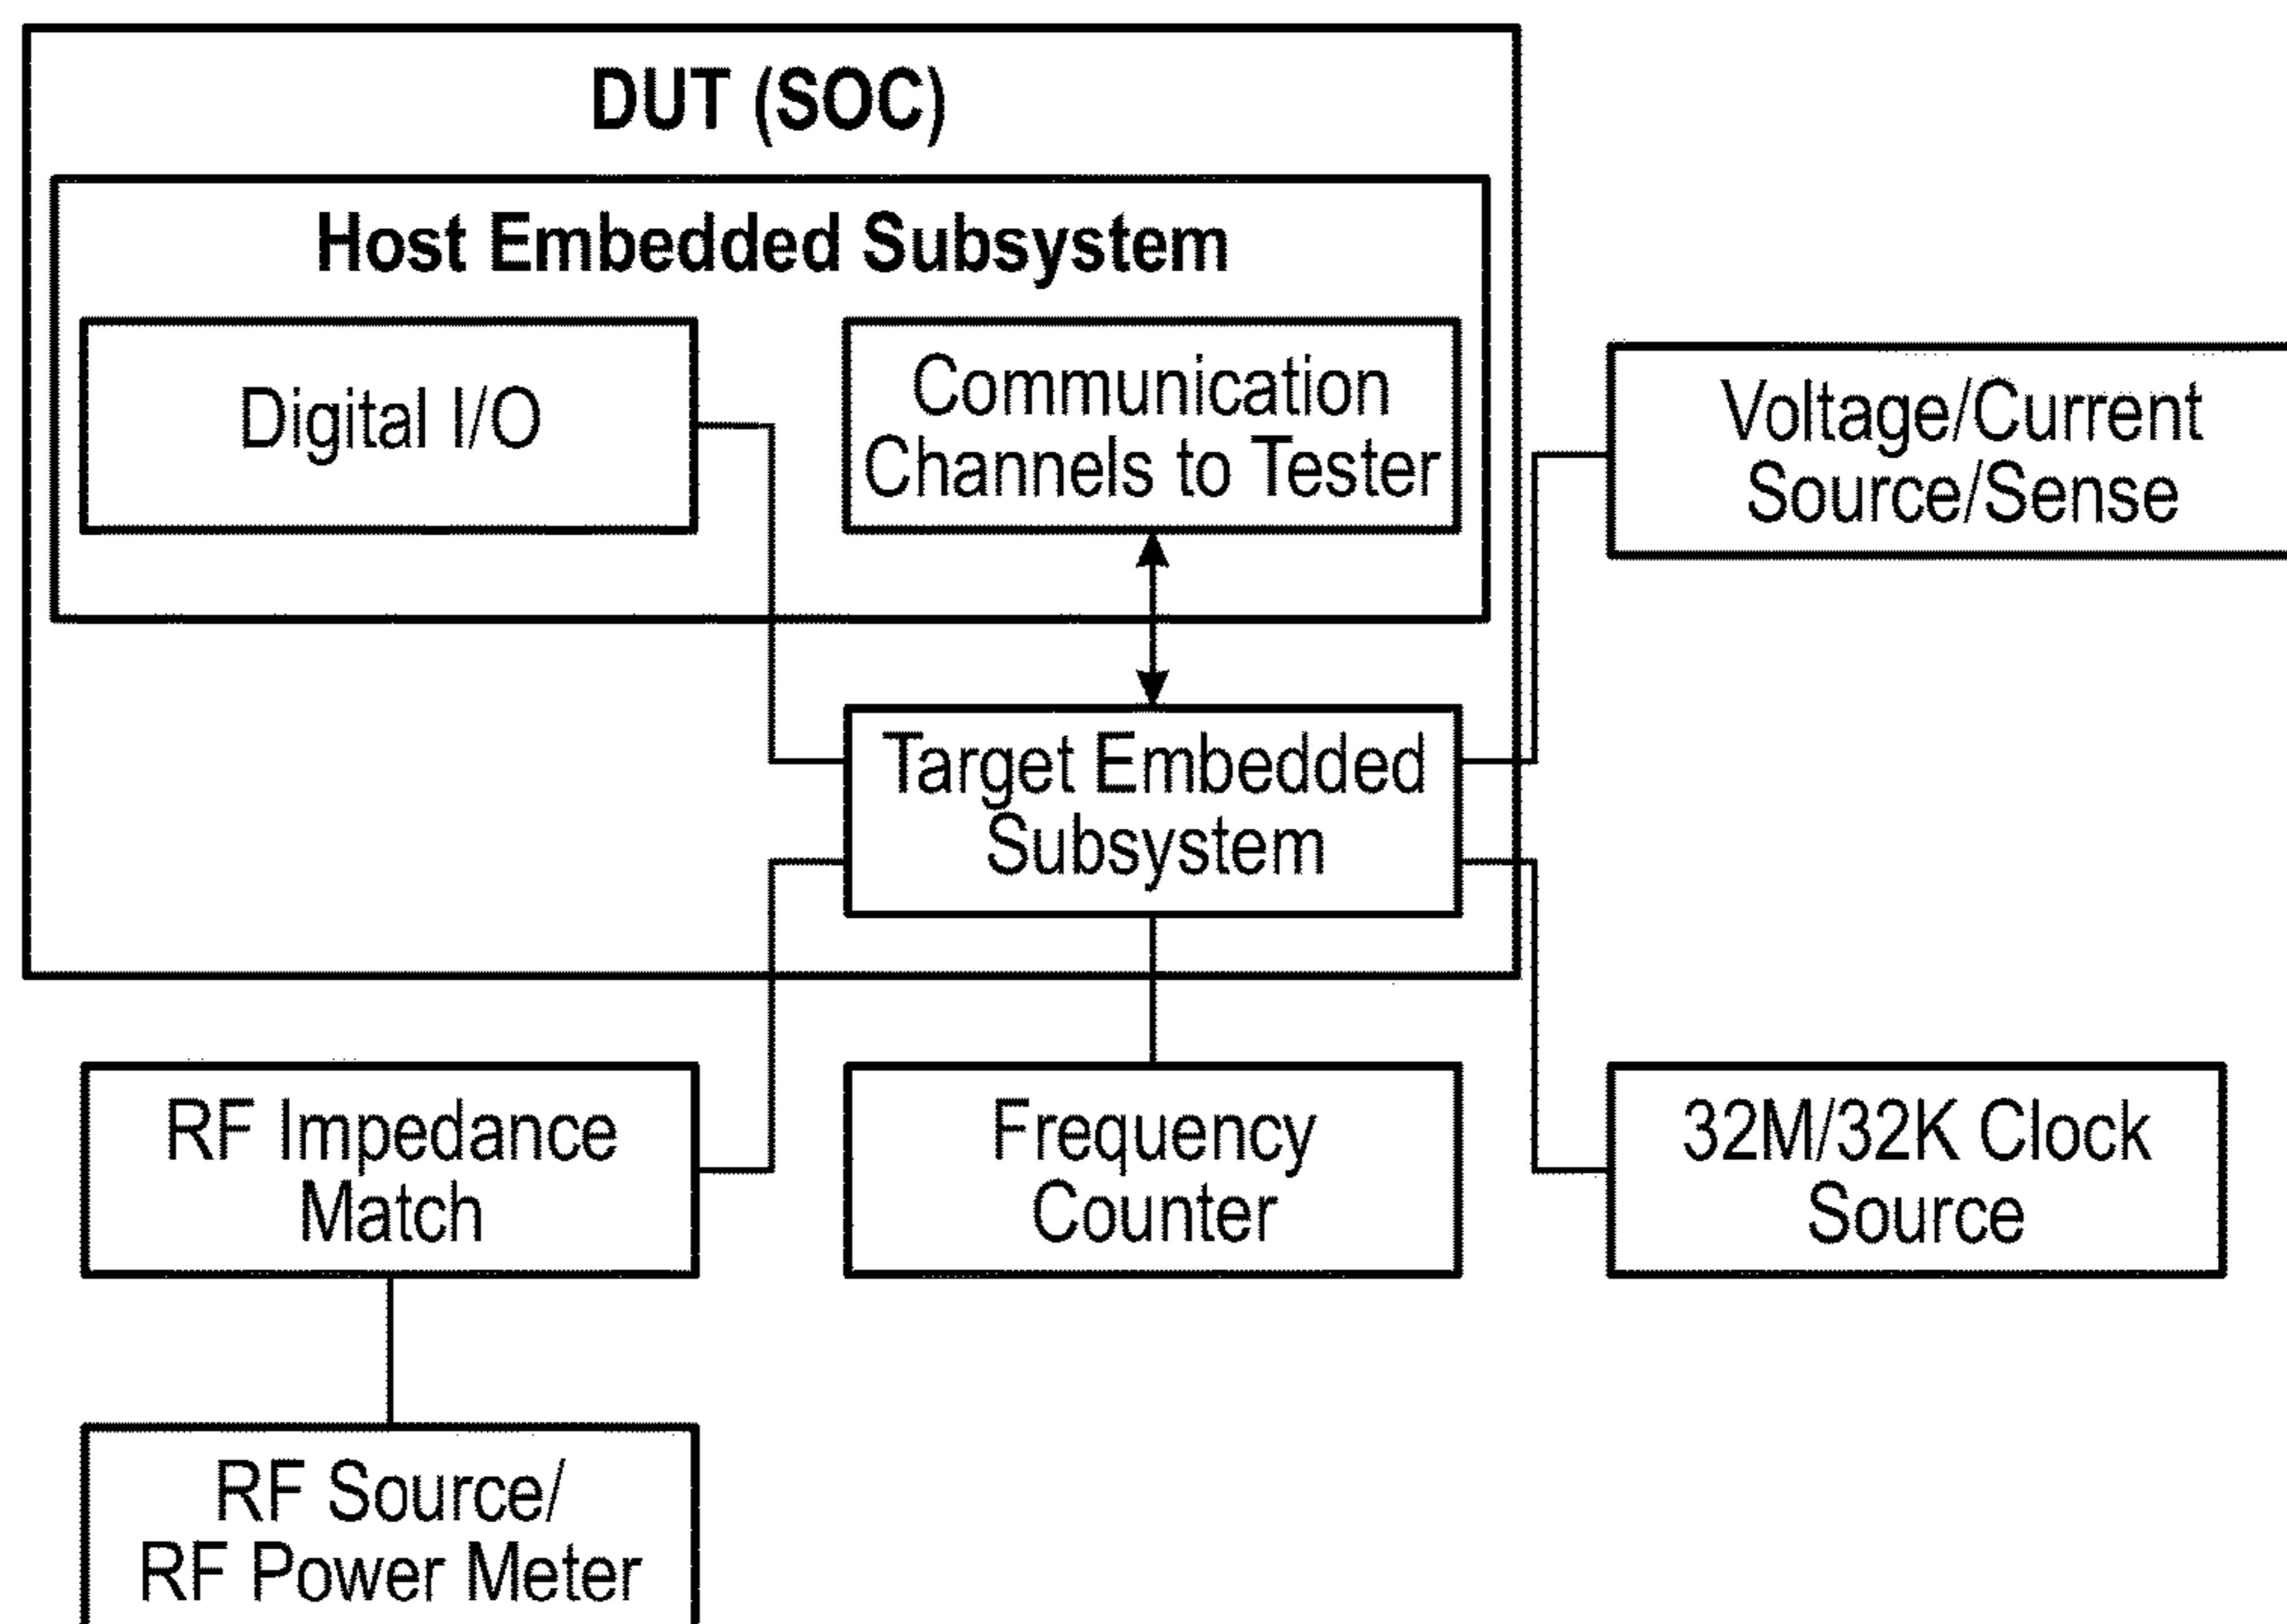 DUT (SOC)
Host Embedded Subsystem
Digital I/O
Communication
Channels to Tester
Voltage/Current
Source/Sense
Target Embedded
Subsystem
RF Impedance
Match
Frequency
Counter
32M/32K Clock
Source
RF Source/
RF Power Meter